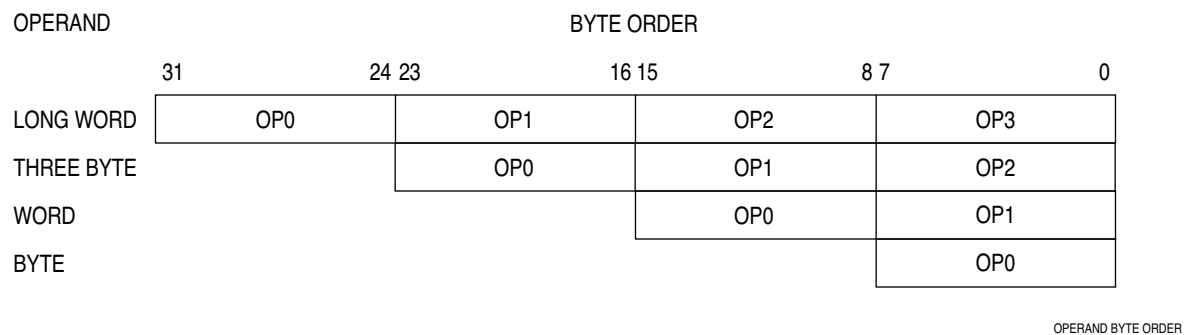 OPERAND BYTE ORDER
31 24 23 16 15 8 7 0
LONG WORD OP0 OP1 OP2 OP3
THREE BYTE OP0 OP1 OP2
WORD OP0 OP1
BYTE OP0
OPERAND BYTE ORDER